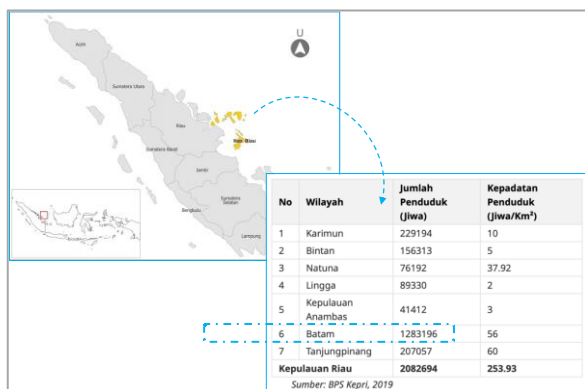 U
Aceh
Sumatera Utara
Riau
Kep. Riau
Sumatera Barat
Jambi
Sumatera
Selatan
Bengkulu
Lampung
No Wilayah Jumlah Penduduk (Jiwa) Kepadatan Penduduk (Jiwa/Km²)
1 Karimun 229194 10
2 Bintan 156313 5
3 Natuna 76192 37.92
4 Lingga 89330 2
5 Kepulauan Anambas 41412 3
6 Batam 1283196 56
7 Tanjungpinang 207057 60
Kepulauan Riau 2082694 253.93
Sumber: BPS Kepri, 2019